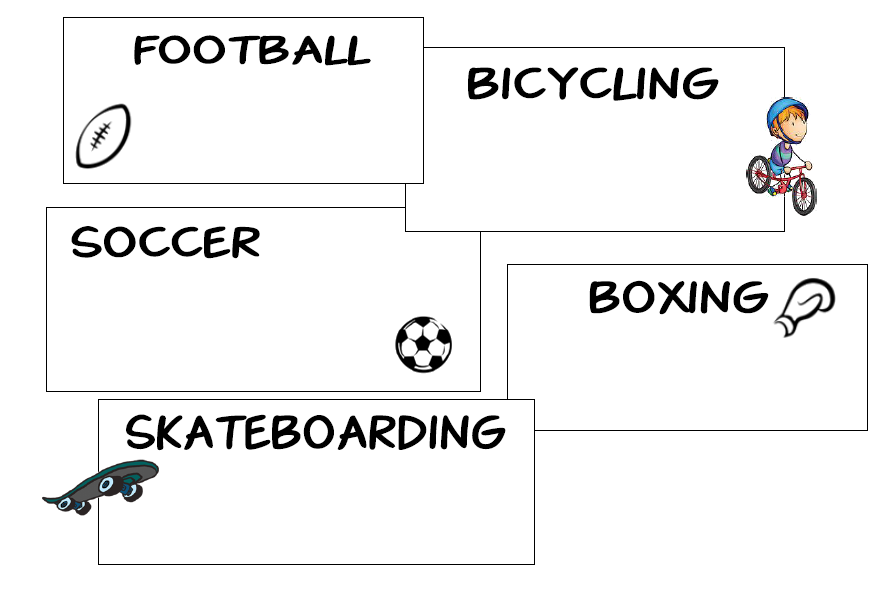 FOOTBALL
BICYCLING
SOCCER
BOXING
SKATEBOARDING